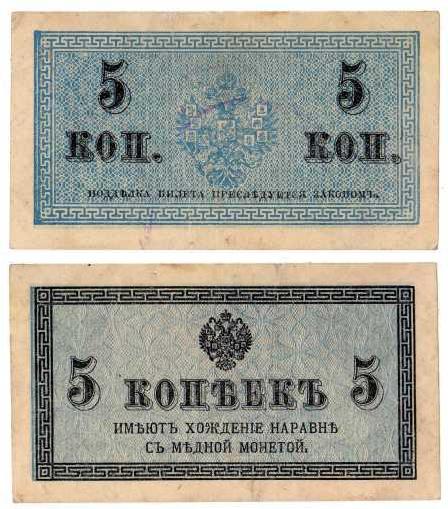 5 5
КОП. КОП.
ПОДДѢЛКА БИЛЕТА ПРЕСЛѢДУЕТСЯ ЗАКОНОМЪ.
5 КОПѢЕКЪ 5
ИМѢЮТЪ ХОЖДЕНІЕ НАРАВНѢ
СЪ МѢДНОЙ МОНЕТОЙ.